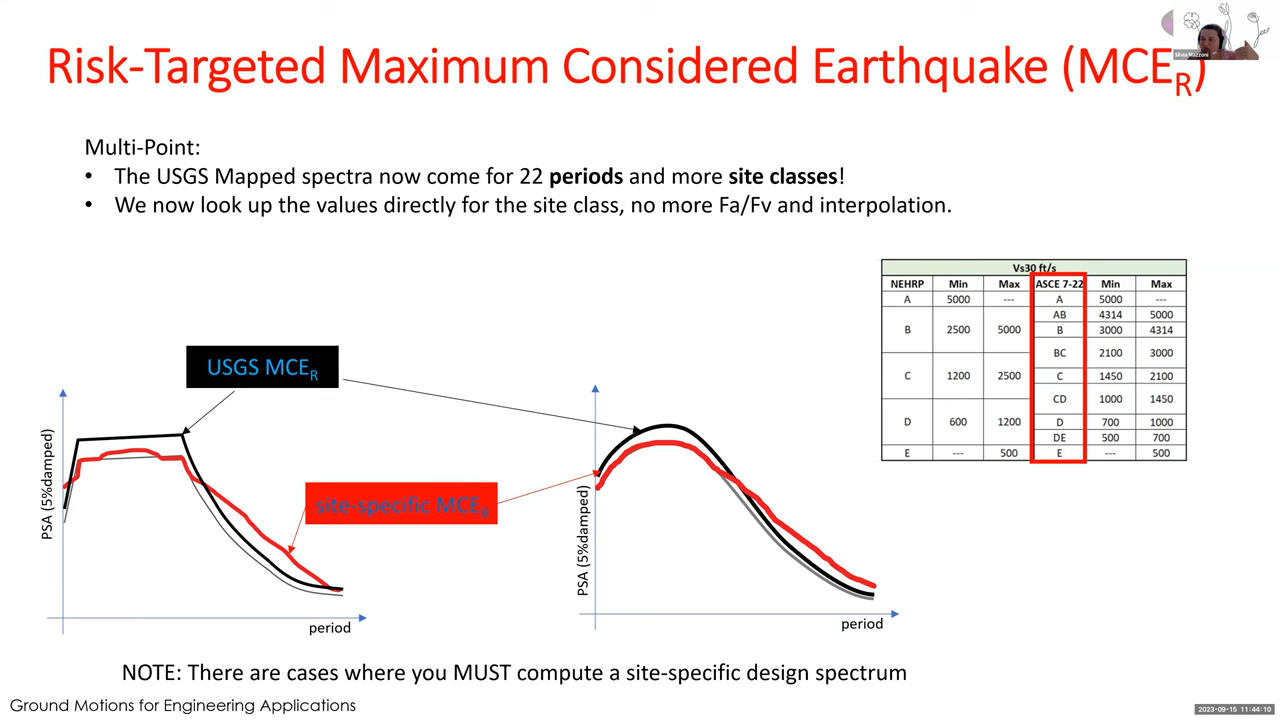 Risk-Targeted Maximum Considered Earthquake (MCER)
Silvia Mazzoni
Multi-Point:
• The USGS Mapped spectra now come for 22 periods and more site classes!
• We now look up the values directly for the site class, no more Fa/Fv and interpolation.
Vs30 ft/s
NEHRP Min Max ASCE 7-22 Min Max
A 5000 --- A 5000 ---
AB 4314 5000
B 2500 5000 B 3000 4314
BC 2100 3000
C 1200 2500 C 1450 2100
CD 1000 1450
D 600 1200 D 700 1000
DE 500 700
E --- 500 E --- 500
USGS MCER
site-specific MCER
PSA (5%damped)
period
PSA (5%damped)
period
NOTE: There are cases where you MUST compute a site-specific design spectrum
Ground Motions for Engineering Applications
2023-09-15 11:44:10